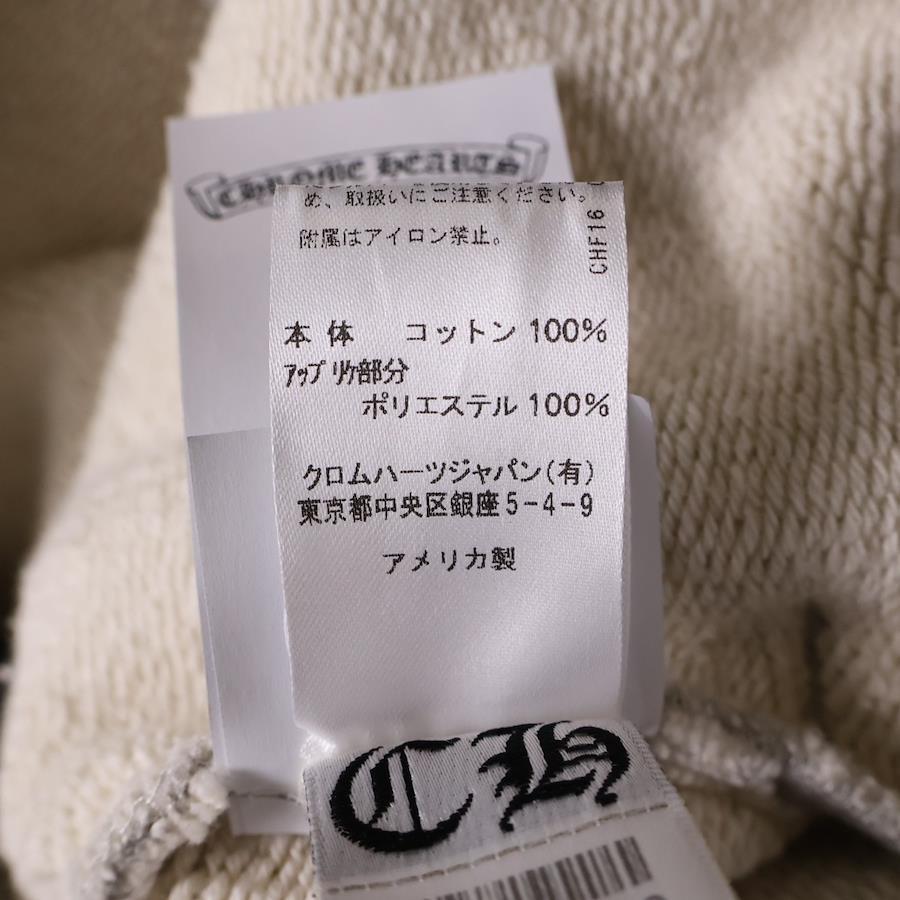 CHROME HEARTS
め、取扱いにご注意ください。
附属はアイロン禁止。
CHF16
本体 コットン 100%
ｱｯﾌﾟﾘｹ部分
ポリエステル 100%
クロムハーツジャパン(有)
東京都中央区銀座5-4-9
アメリカ製
CH